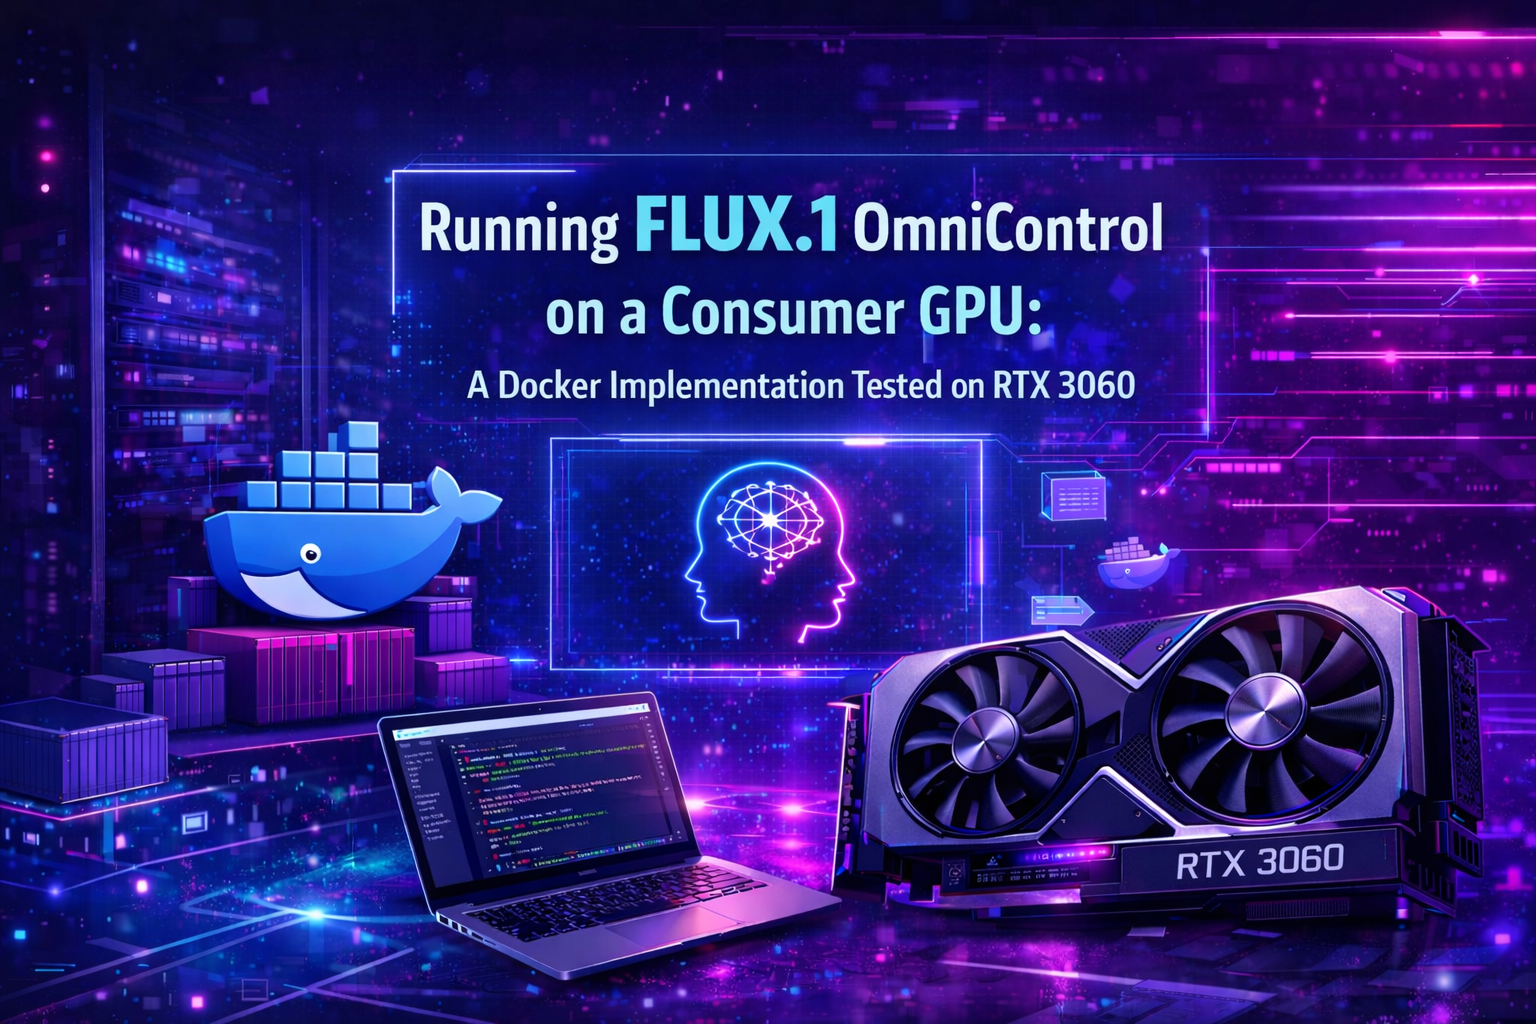 Running FLUX.1 OmniControl
on a Consumer GPU:
A Docker Implementation Tested on RTX 3060
RTX 3060